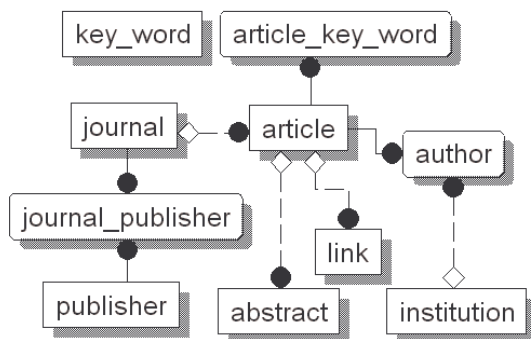 key_word
article_key_word
journal
article
author
journal_publisher
link
publisher
abstract
institution